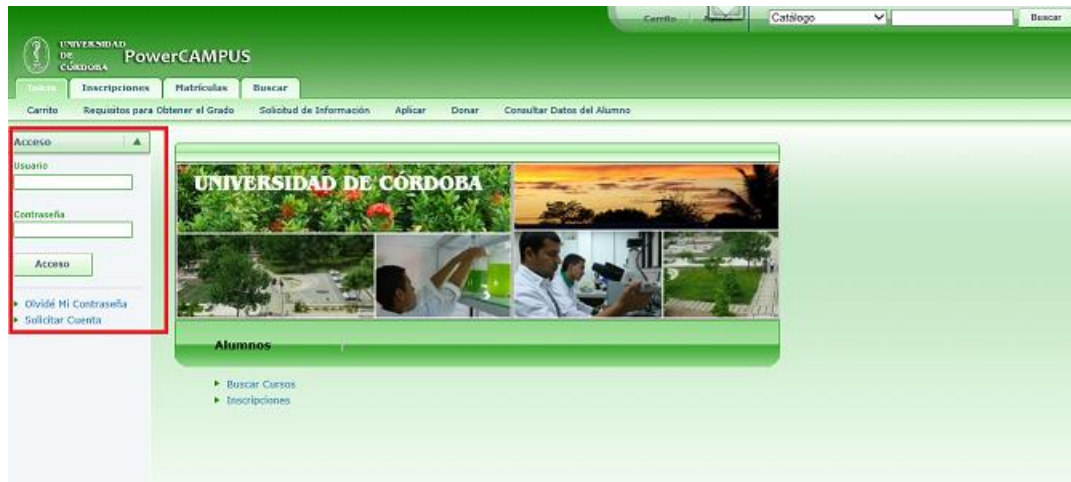 Carrito
Catálogo
Buscar
UNIVERSIDAD
DE
CÓRDOBA
PowerCAMPUS
Inicio Inscripciones Matrículas Buscar
Carrito Requisitos para Obtener el Grado Solicitud de Información Aplicar Donar Consultar Datos del Alumno
Acceso
Usuario
Contraseña
Acceso
Olvidé Mi Contraseña
Solicitar Cuenta
UNIVERSIDAD DE CÓRDOBA
Alumnos
Buscar Cursos
Inscripciones